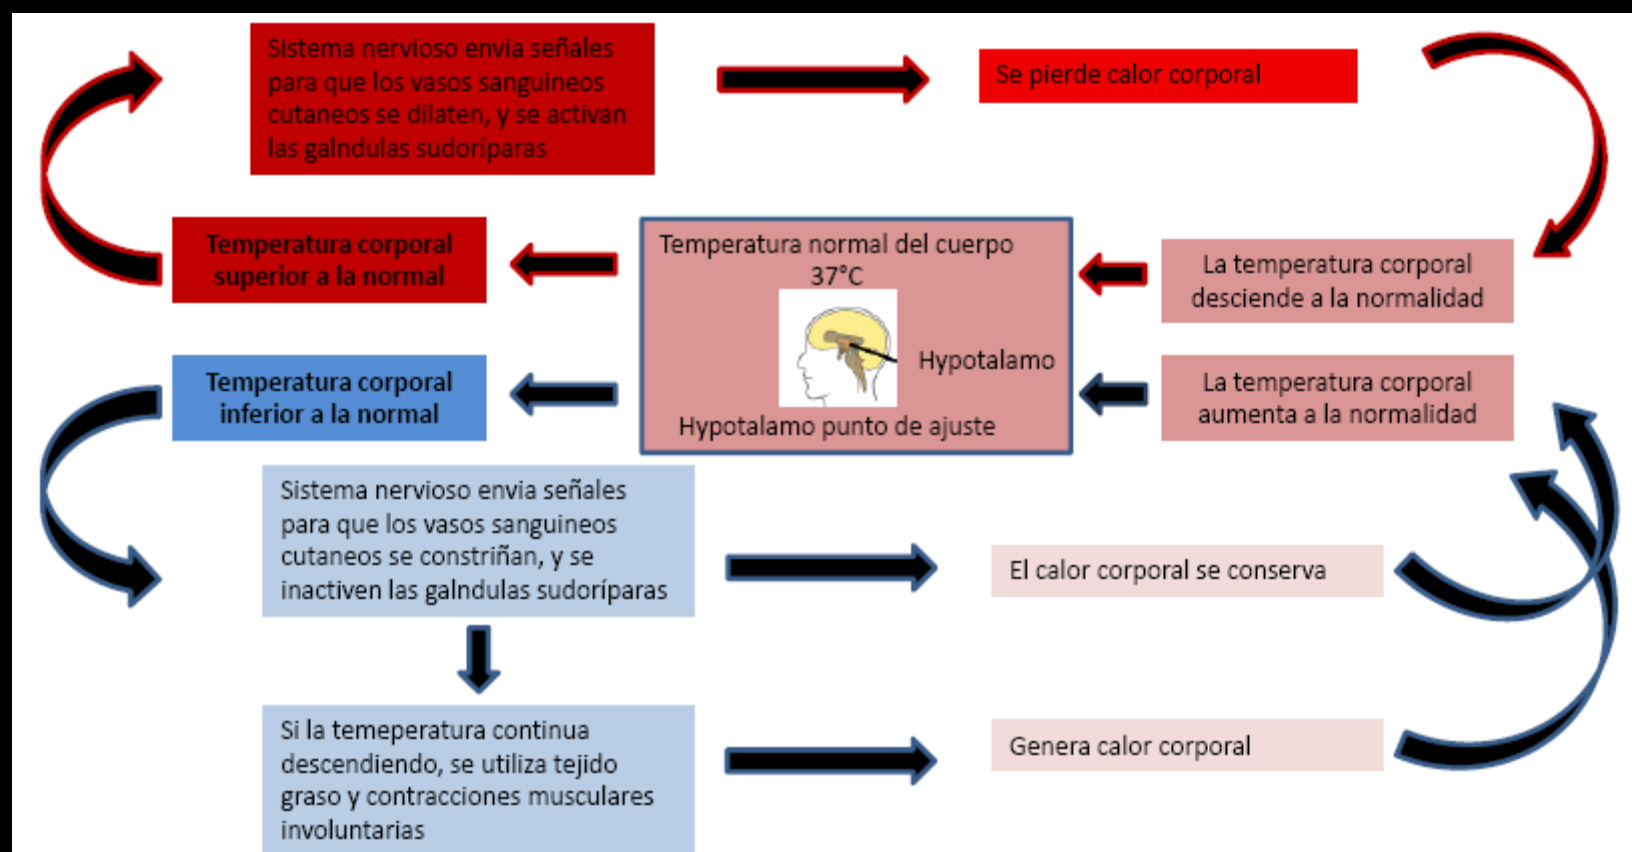 Sistema nervioso envia señales
para que los vasos sanguineos
cutaneos se dilaten, y se activan
las galndulas sudoríparas
Se pierde calor corporal
Temperatura corporal
superior a la normal
Temperatura normal del cuerpo
37°C
Hypotalamo
Hypotalamo punto de ajuste
La temperatura corporal
desciende a la normalidad
Temperatura corporal
inferior a la normal
La temperatura corporal
aumenta a la normalidad
Sistema nervioso envia señales
para que los vasos sanguineos
cutaneos se constriñan, y se
inactiven las galndulas sudoríparas
El calor corporal se conserva
Si la temeperatura continua
descendiendo, se utiliza tejido
graso y contracciones musculares
involuntarias
Genera calor corporal